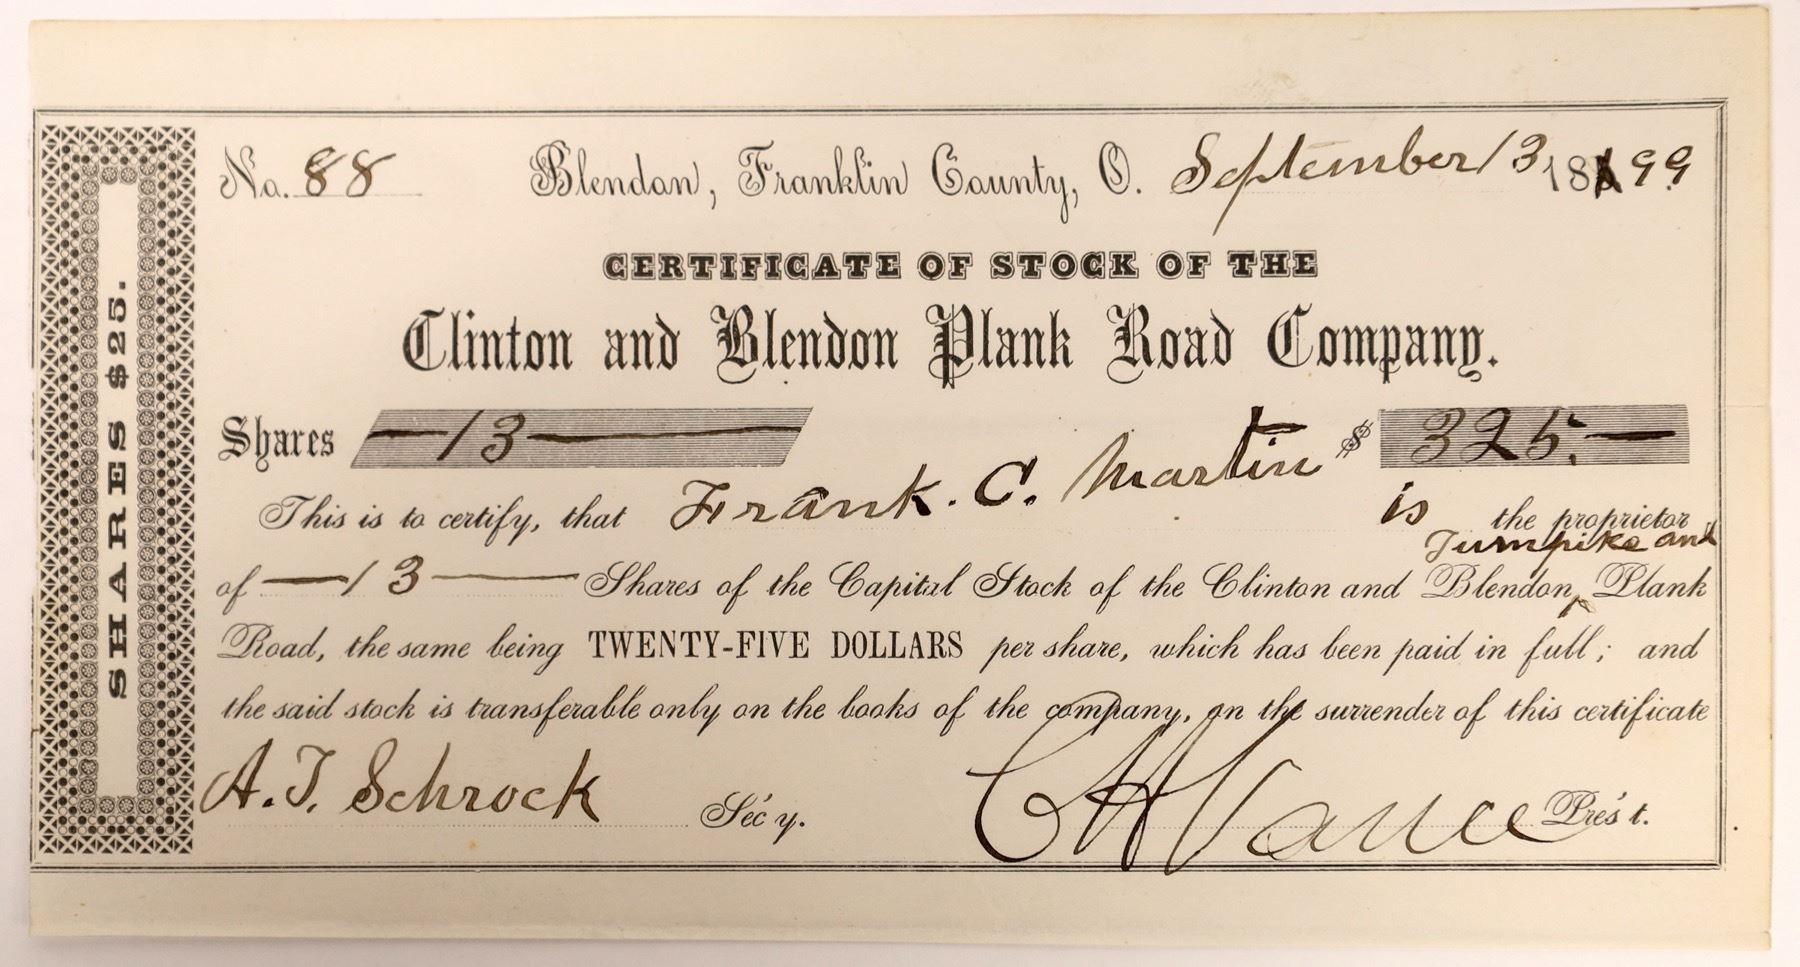 SHARES $25.
No. 88 Blendon, Franklin County, O. September 13 1899
CERTIFICATE OF STOCK OF THE
Clinton and Blendon Plank Road Company.
Shares 13 $ 325.
This is to certify, that Frank. C. Martin is the proprietor
Turnpike and
of 13 Shares of the Capital Stock of the Clinton and Blendon Plank
Road, the same being TWENTY-FIVE DOLLARS per share, which has been paid in full; and
the said stock is transferable only on the books of the company, on the surrender of this certificate
A. T. Schrock Sec'y. C H Vance Pres't.